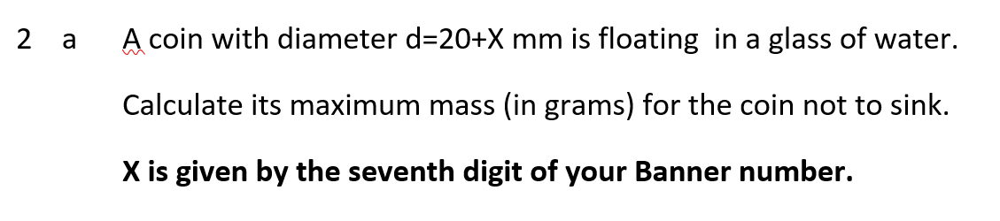 2 a A coin with diameter d=20+X mm is floating in a glass of water.
Calculate its maximum mass (in grams) for the coin not to sink.
X is given by the seventh digit of your Banner number.